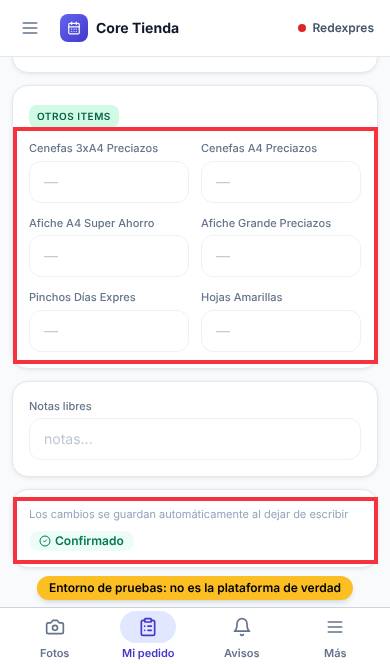 Core Tienda
Redexpres
OTROS ITEMS
Cenefas 3xA4 Preciazos
Cenefas A4 Preciazos
—
—
Afiche A4 Super Ahorro
Afiche Grande Preciazos
—
—
Pinchos Días Expres
Hojas Amarillas
—
—
Notas libres
notas...
Los cambios se guardan automáticamente al dejar de escribir
Confirmado
Entorno de pruebas: no es la plataforma de verdad
Fotos
Mi pedido
Avisos
Más